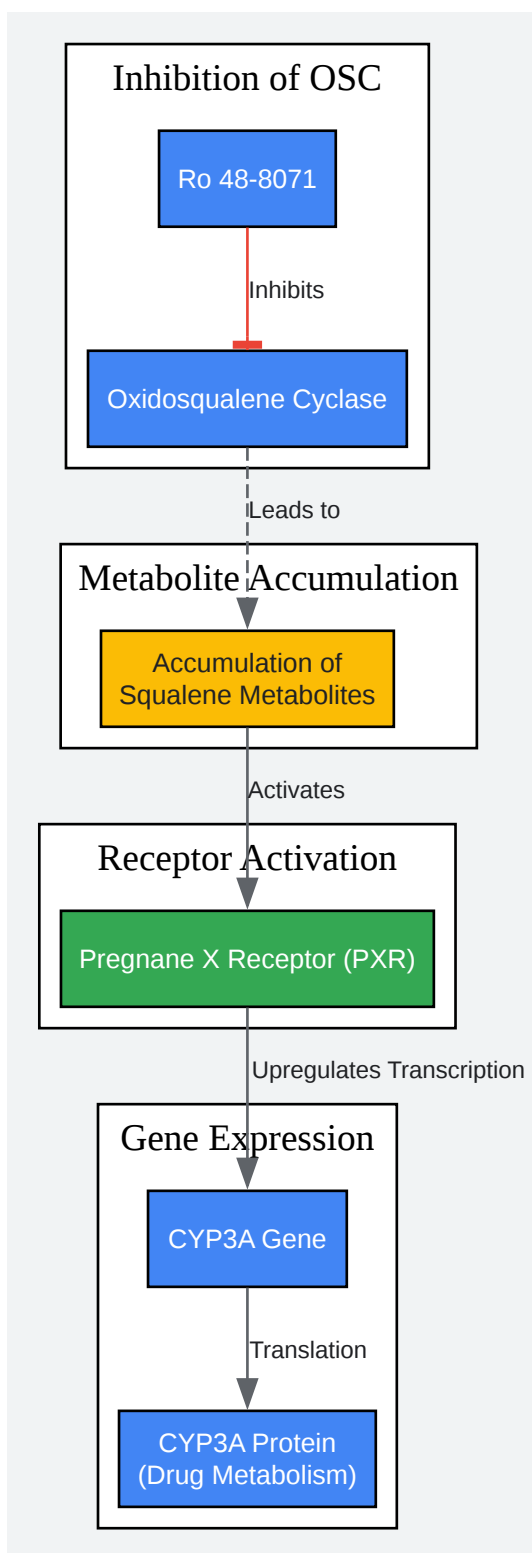 Inhibition of OSC
Ro 48-8071
Inhibits
Oxidosqualene Cyclase
Leads to
Metabolite Accumulation
Accumulation of
Squalene Metabolites
Activates
Receptor Activation
Pregnane X Receptor (PXR)
Upregulates Transcription
Gene Expression
CYP3A Gene
Translation
CYP3A Protein
(Drug Metabolism)